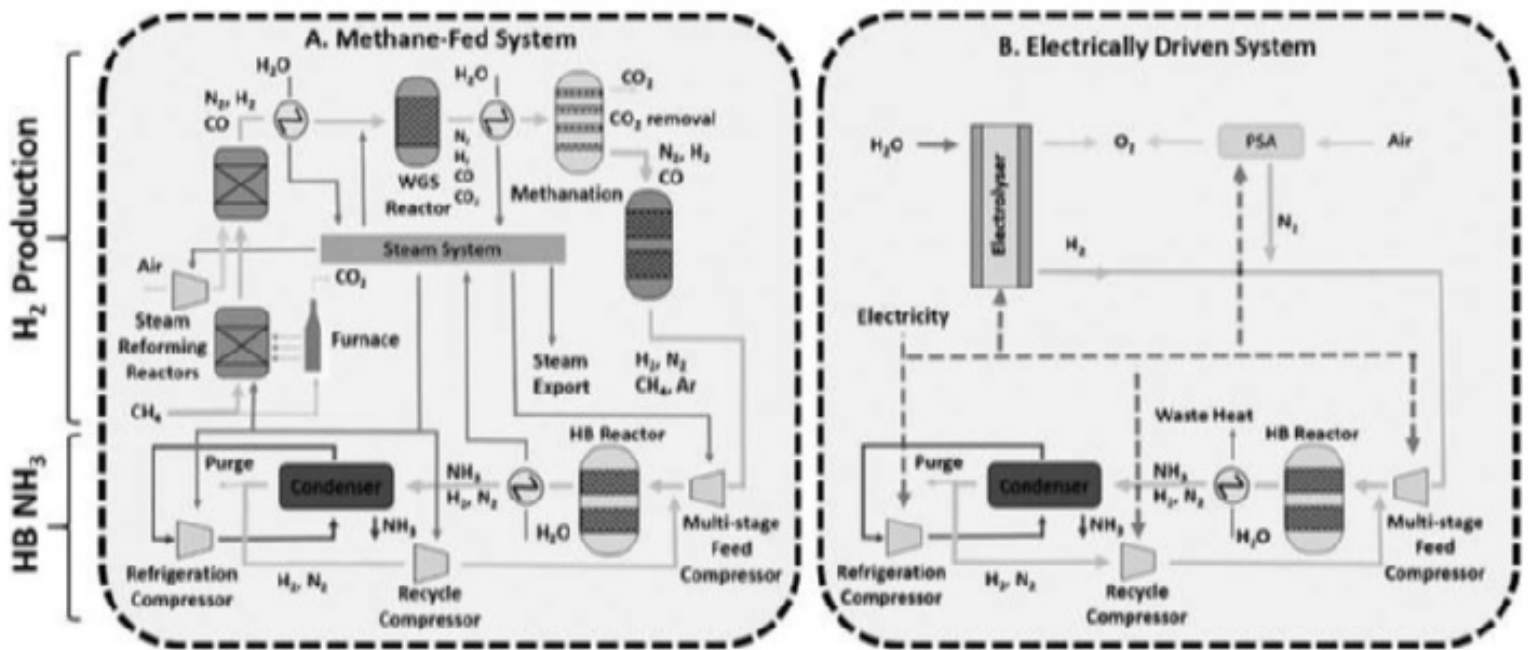 A. Methane-Fed System
H₂O
H₂O
N₂, H₂
CO
CO₂
CO₂ removal
N₂
H₂
CO
CO₂
WGS
Reactor
Methanation
N₂, H₂
CO
Steam System
Air
CO₂
Steam
Reforming
Reactors
Furnace
Steam
Export
H₂, N₂
CH₄, Ar
CH₄
H₂ Production
HB NH₃
Purge
Condenser
NH₃
H₂, N₂
HB Reactor
NH₃
H₂O
Multi-stage
Feed
Compressor
Refrigeration
Compressor
H₂, N₂
Recycle
Compressor
B. Electrically Driven System
H₂O
Electrolyser
O₂
PSA
Air
N₂
H₂
Electricity
Waste Heat
HB Reactor
Purge
Condenser
NH₃
H₂, N₂
NH₃
H₂O
Multi-stage
Feed
Compressor
Refrigeration
Compressor
H₂, N₂
Recycle
Compressor